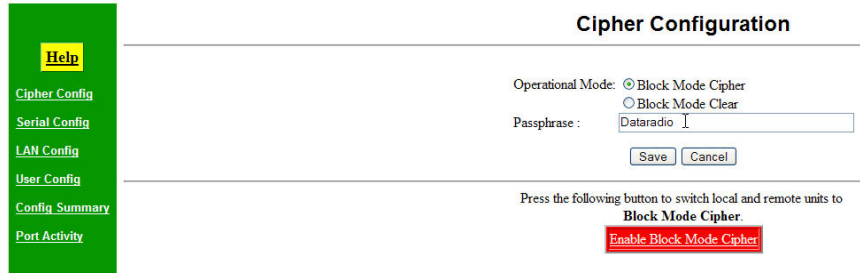 Help
Cipher Config
Serial Config
LAN Config
User Config
Config Summary
Port Activity
Cipher Configuration
Operational Mode: Block Mode Cipher
Block Mode Clear
Passphrase : Dataradio
Save Cancel
Press the following button to switch local and remote units to
Block Mode Cipher.
Enable Block Mode Cipher